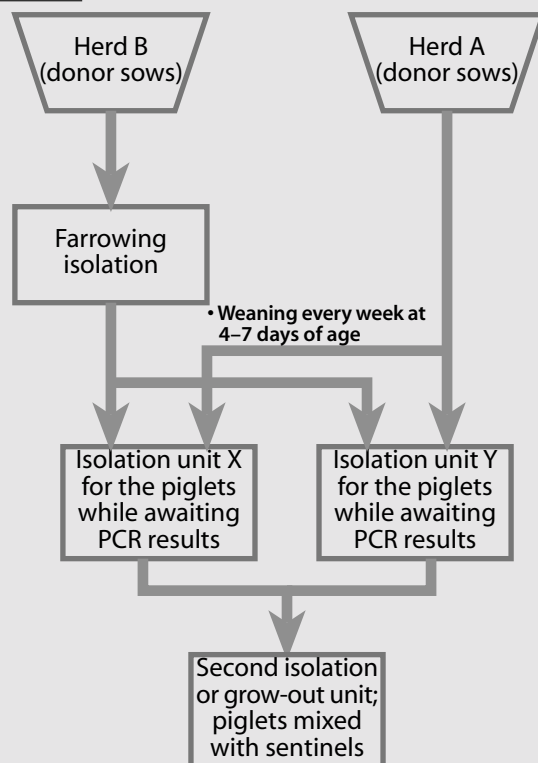 Herd B
(donor sows)
Herd A
(donor sows)
Farrowing
isolation
• Weaning every week at
4–7 days of age
Isolation unit X
for the piglets
while awaiting
PCR results
Isolation unit Y
for the piglets
while awaiting
PCR results
Second isolation
or grow-out unit;
piglets mixed
with sentinels